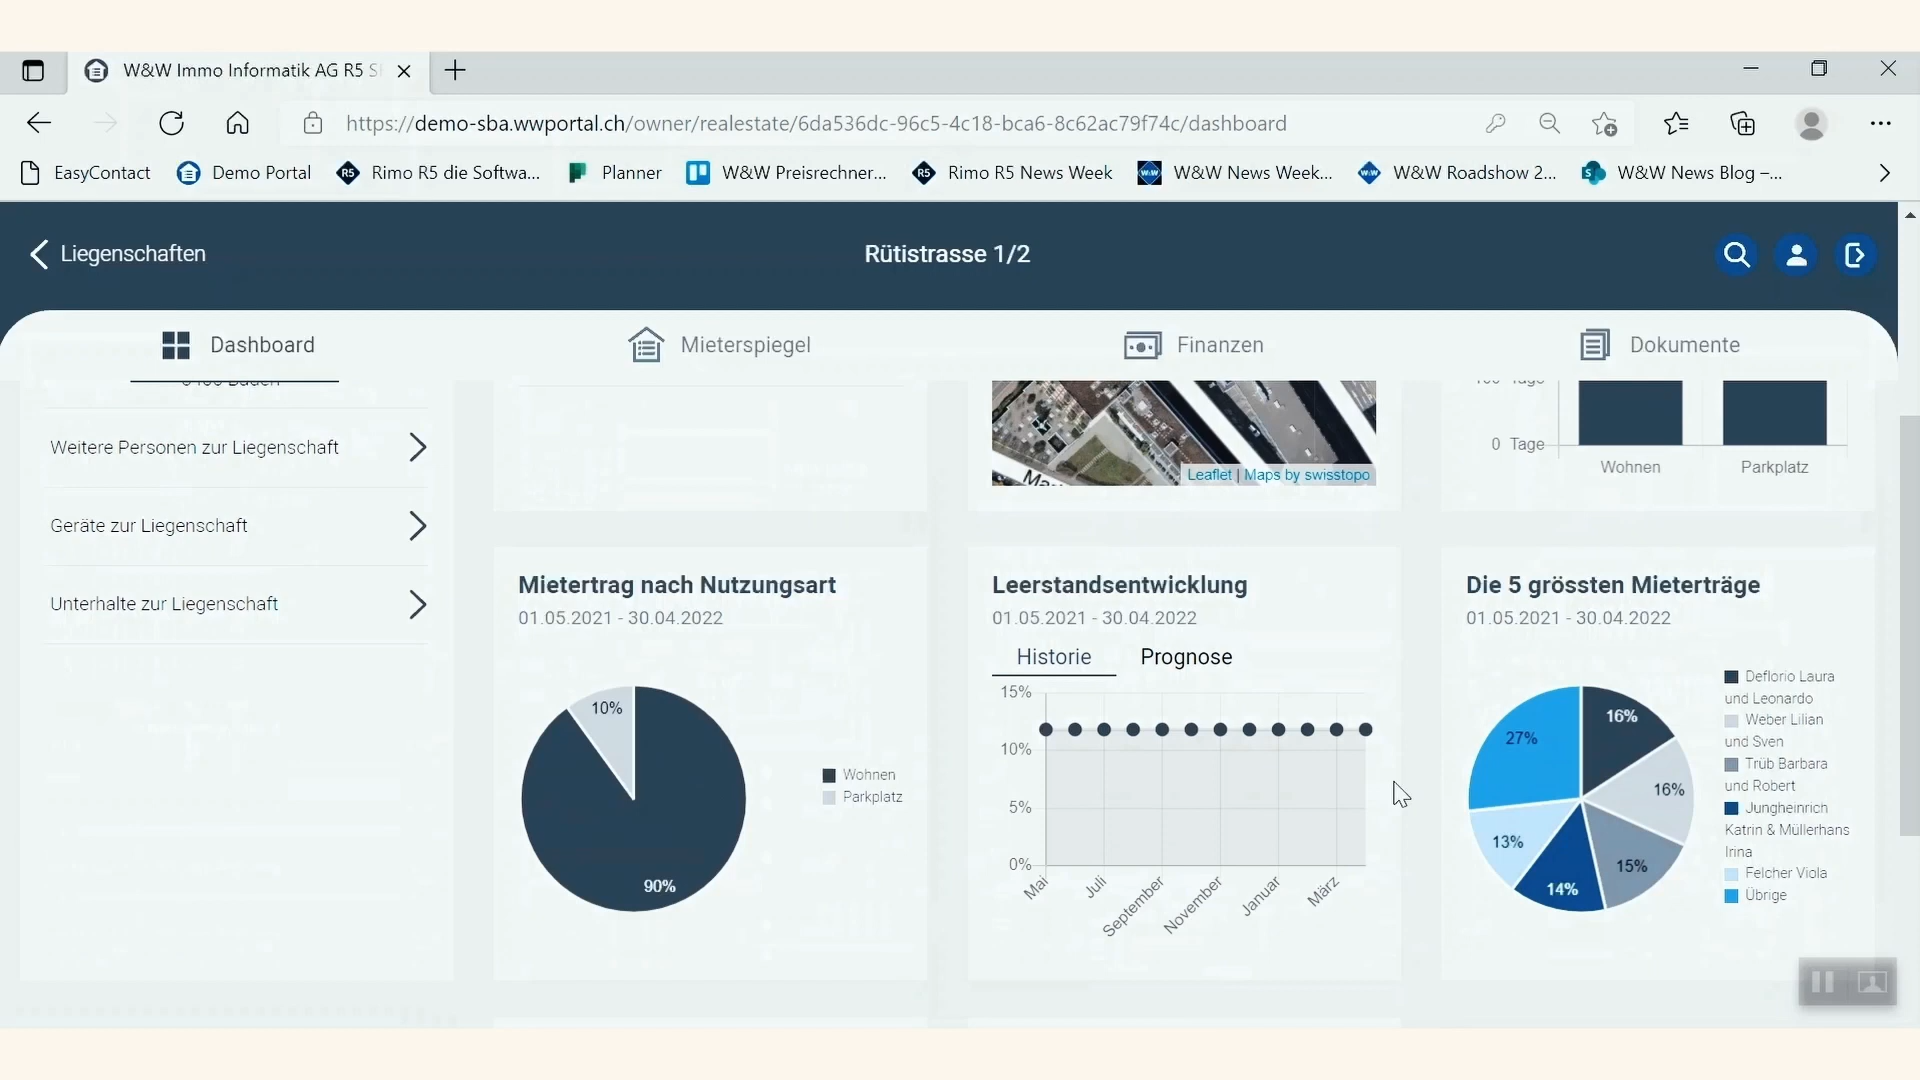 W&W Immo Informatik AG R5 S
https://demo-sba.wwportal.ch/owner/realestate/6da536dc-96c5-4c18-bca6-8c62ac79f74c/dashboard
EasyContact
Demo Portal
Rimo R5 die Softwa...
Planner
W&W Preisrechner...
Rimo R5 News Week
W&W News Week...
W&W Roadshow 2...
W&W News Blog –...
Liegenschaften
Rütistrasse 1/2
Dashboard
Mieterspiegel
Finanzen
Dokumente
Weitere Personen zur Liegenschaft
Geräte zur Liegenschaft
Unterhalte zur Liegenschaft
Leaflet | Maps by swisstopo
0 Tage
Wohnen
Parkplatz
Mietertrag nach Nutzungsart
01.05.2021 - 30.04.2022
10%
90%
Wohnen
Parkplatz
Leerstandsentwicklung
01.05.2021 - 30.04.2022
Historie
Prognose
15%
10%
5%
0%
Mai
Juli
September
November
Januar
März
Die 5 grössten Mieterträge
01.05.2021 - 30.04.2022
16%
27%
16%
13%
15%
14%
Deflorio Laura
und Leonardo
Weber Lilian
und Sven
Trüb Barbara
und Robert
Jungheinrich
Katrin & Müllerhans
Irina
Felcher Viola
Übrige